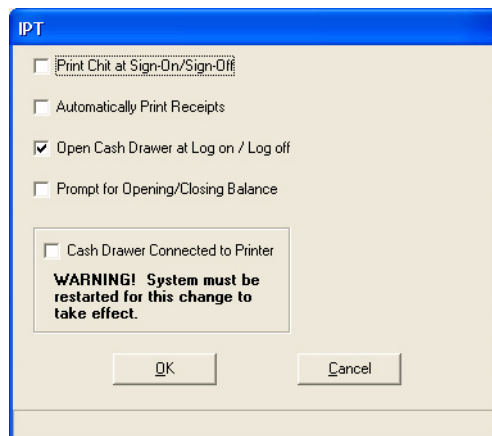 IPT
Print Chit at Sign-On/Sign-Off
Automatically Print Receipts
Open Cash Drawer at Log on / Log off
Prompt for Opening/Closing Balance
Cash Drawer Connected to Printer
WARNING! System must be
restarted for this change to
take effect.
OK
Cancel